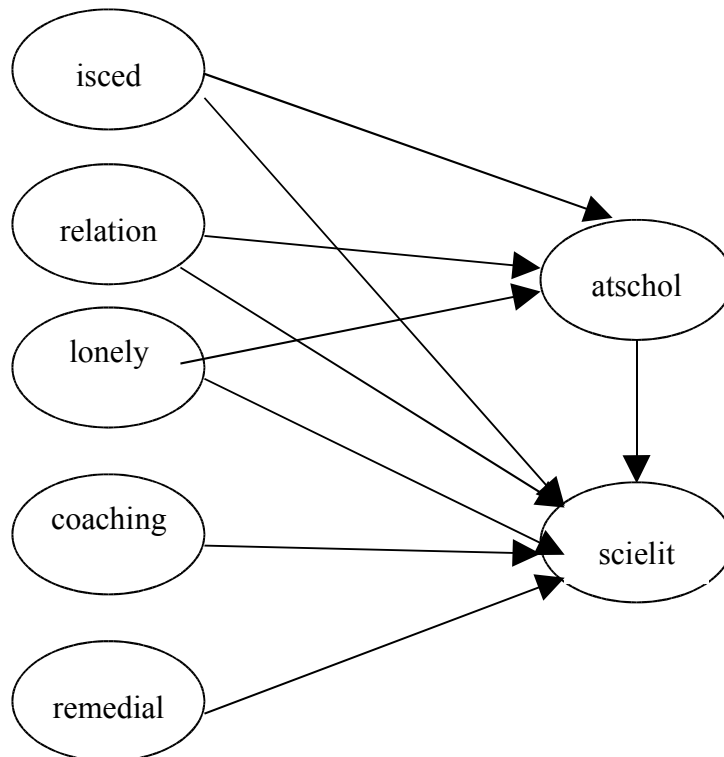 isced
relation
atschol
lonely
coaching
scielit
remedial